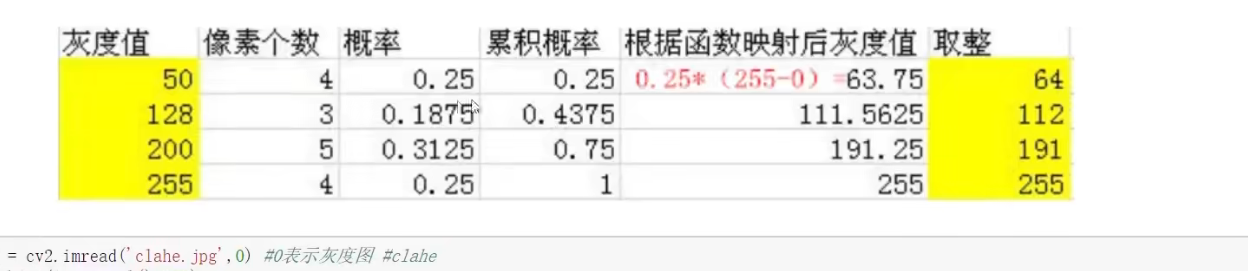 灰度值 像素个数 概率 累积概率 根据函数映射后灰度值 取整
50 4 0.25 0.25 0.25*（255-0）=63.75 64
128 3 0.1875 0.4375 111.5625 112
200 5 0.3125 0.75 191.25 191
255 4 0.25 1 255 255
= cv2.imread('clahe.jpg',0) #0表示灰度图 #clahe